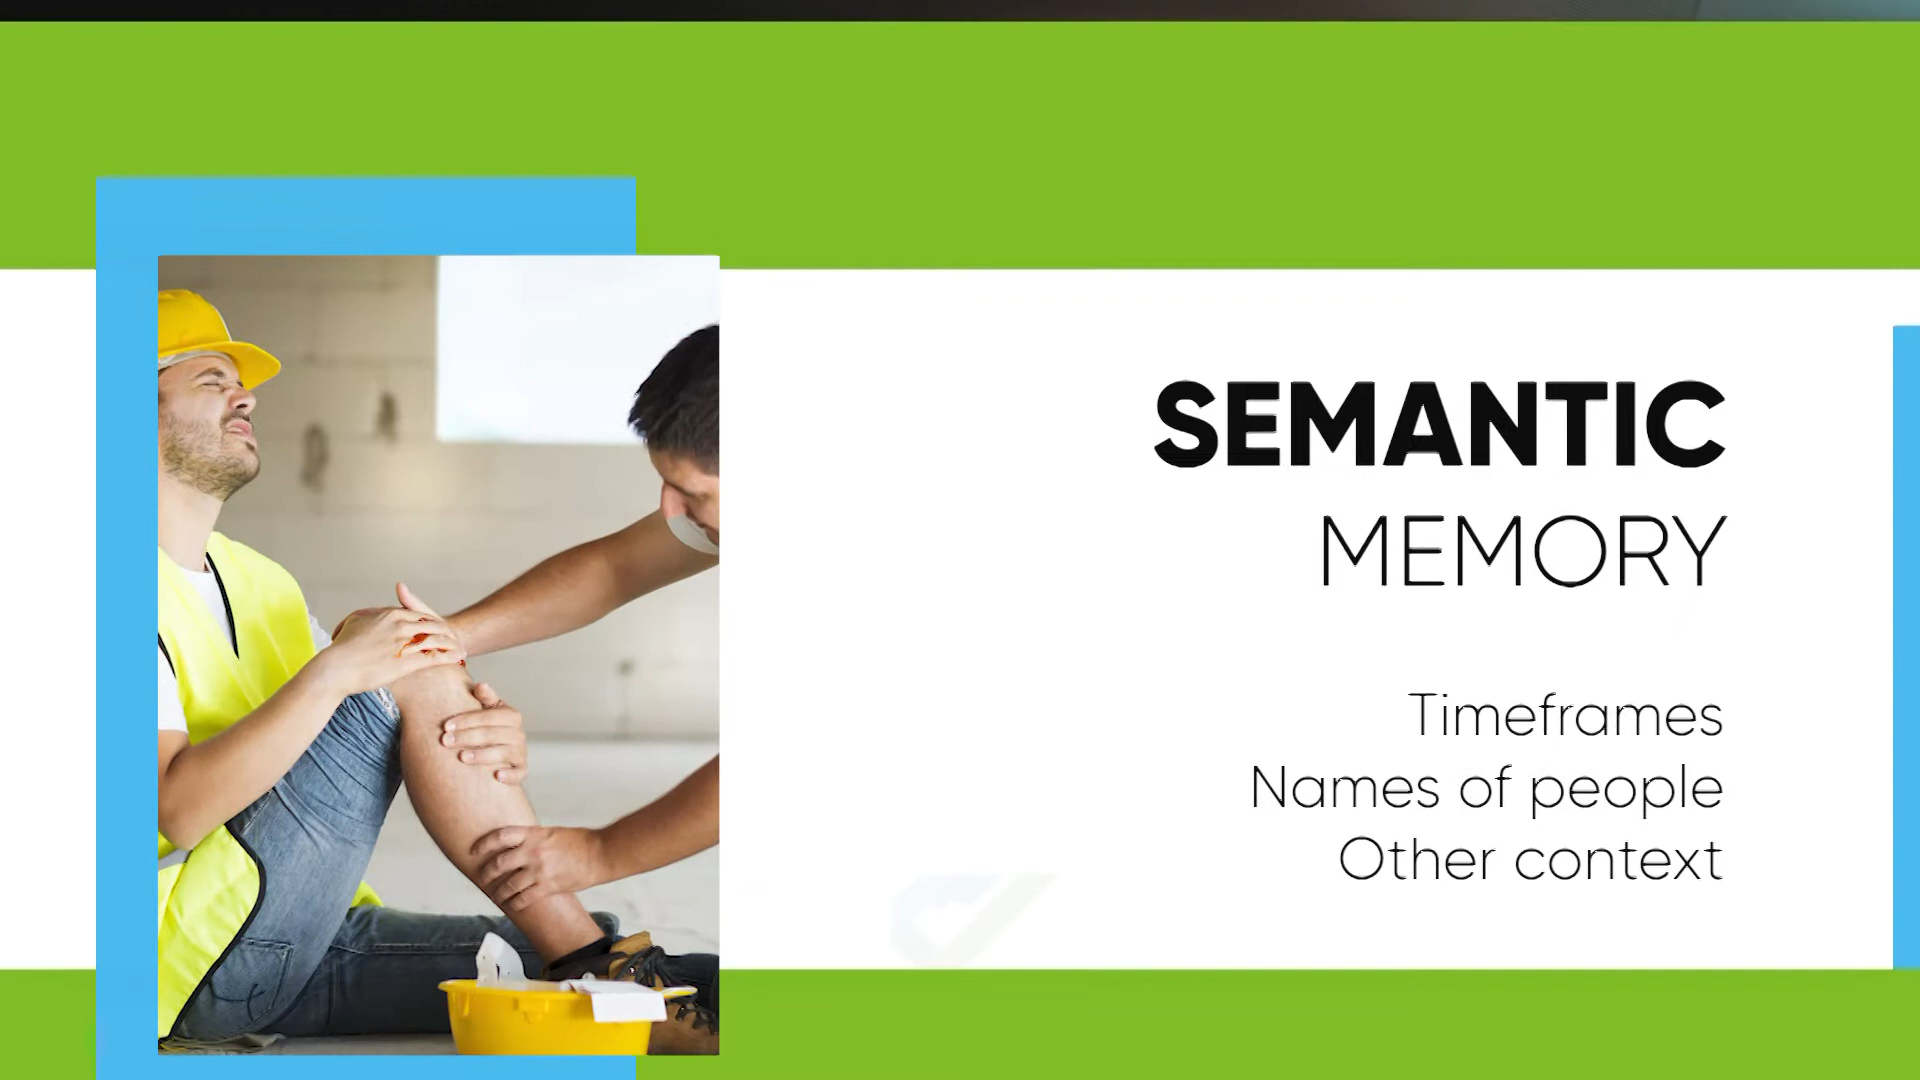 SEMANTIC
MEMORY
Timeframes
Names of people
Other context